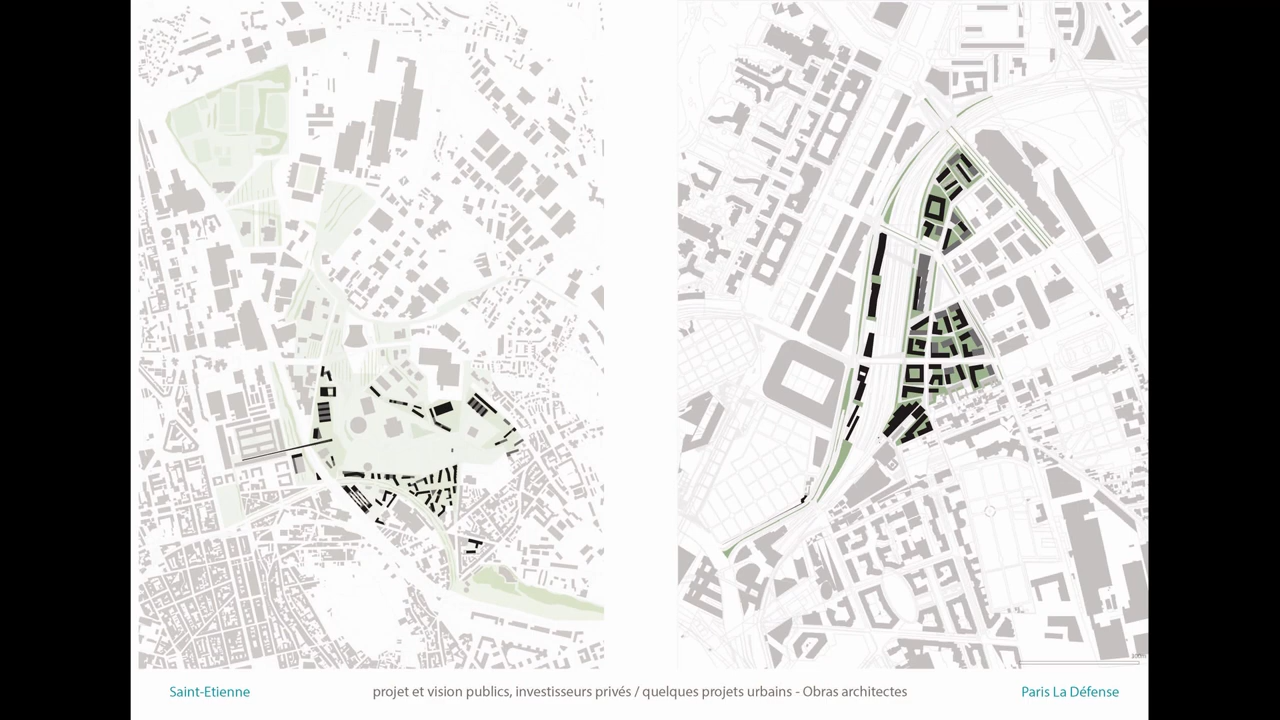 Saint-Etienne
projet et vision publics, investisseurs privés / quelques projets urbains - Obras architectes
Paris La Défense